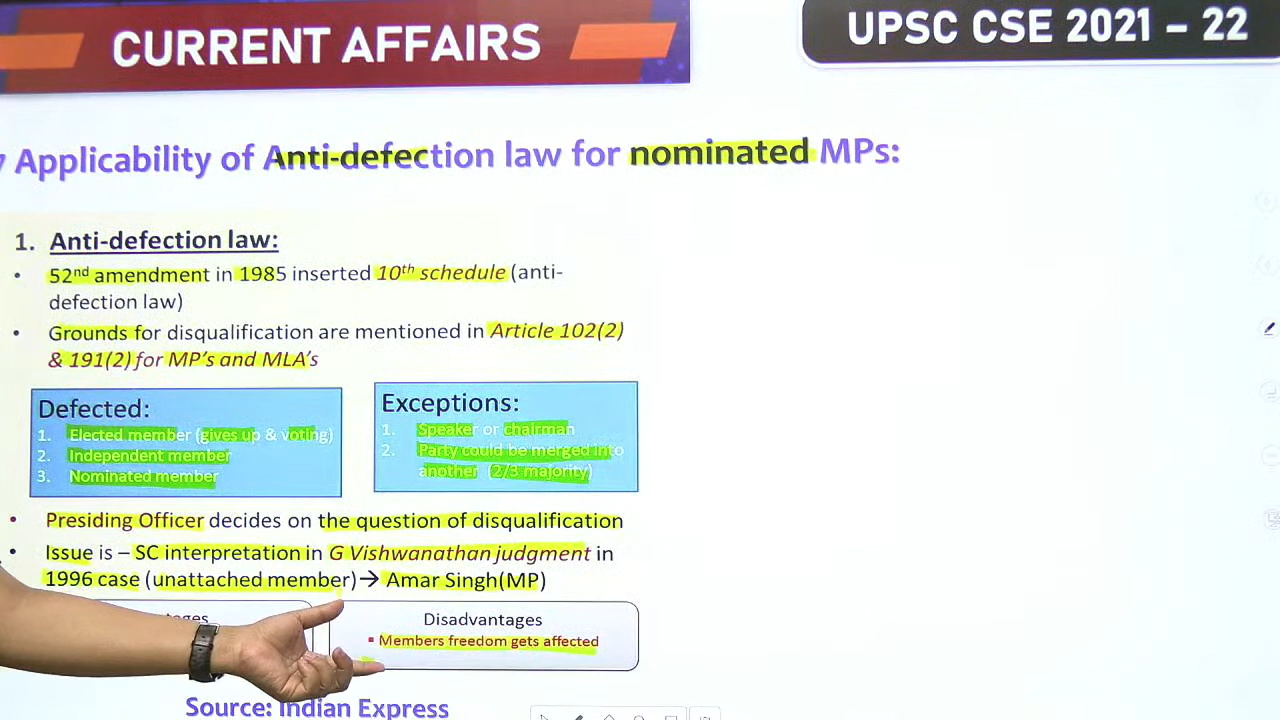 CURRENT AFFAIRS
UPSC CSE 2021 – 22
Applicability of Anti-defection law for nominated MPs:
1. Anti-defection law:
• 52nd amendment in 1985 inserted 10th schedule (anti-
defection law)
• Grounds for disqualification are mentioned in Article 102(2)
& 191(2) for MP's and MLA's
Defected:
1. Elected member (gives up & voting)
2. Independent member
3. Nominated member
Exceptions:
1. Speaker or chairman
2. Party could be merged into
another (2/3 majority)
• Presiding Officer decides on the question of disqualification
• Issue is – SC interpretation in G Vishwanathan judgment in
1996 case (unattached member)→ Amar Singh(MP)
Disadvantages
▪ Members freedom gets affected
Source: Indian Express